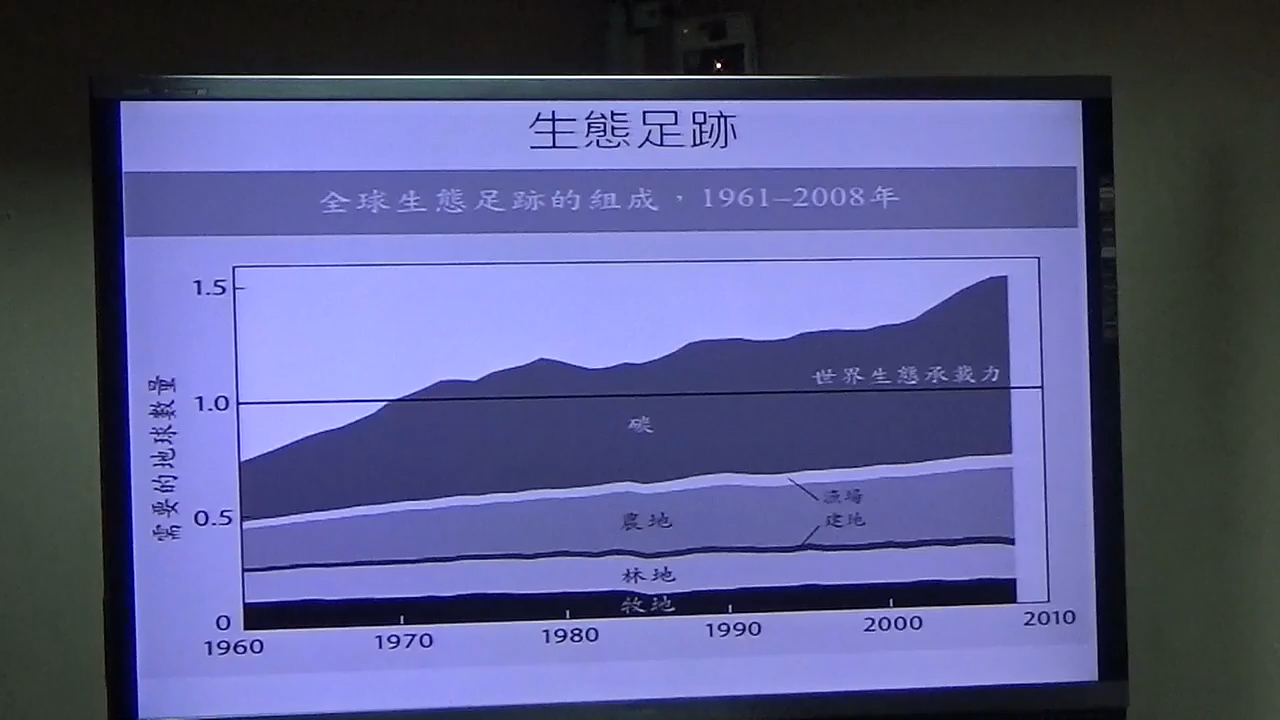 生態足跡
全球生態足跡的組成，1961–2008年
需要的地球數量
1.5
1.0
0.5
0
世界生態承載力
碳
漁場
農地
建地
林地
牧地
1960
1970
1980
1990
2000
2010